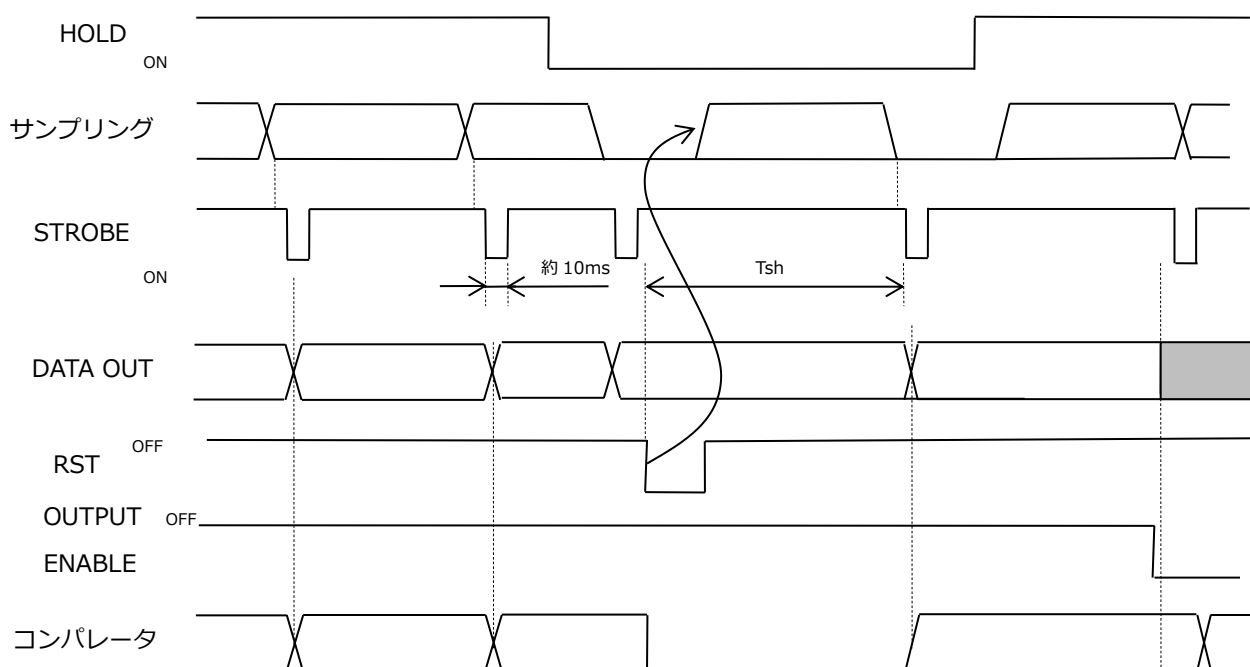 HOLD
ON
サンプリング
STROBE
ON
約 10ms
Tsh
DATA OUT
OFF
RST
OUTPUT OFF
ENABLE
コンパレータ